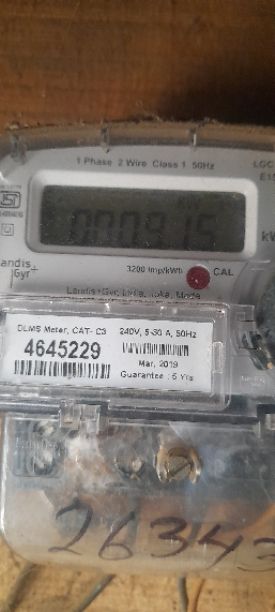 1 Phase 2 Wire Class 1 50Hz
000915
3200 Imp/kWh
CAL
Landis
Gyr+
DLMS Meter, CAT- C3 240V, 5-30 A, 50Hz
4645229
Mar, 2019
Guarantee : 5 Yrs
26343